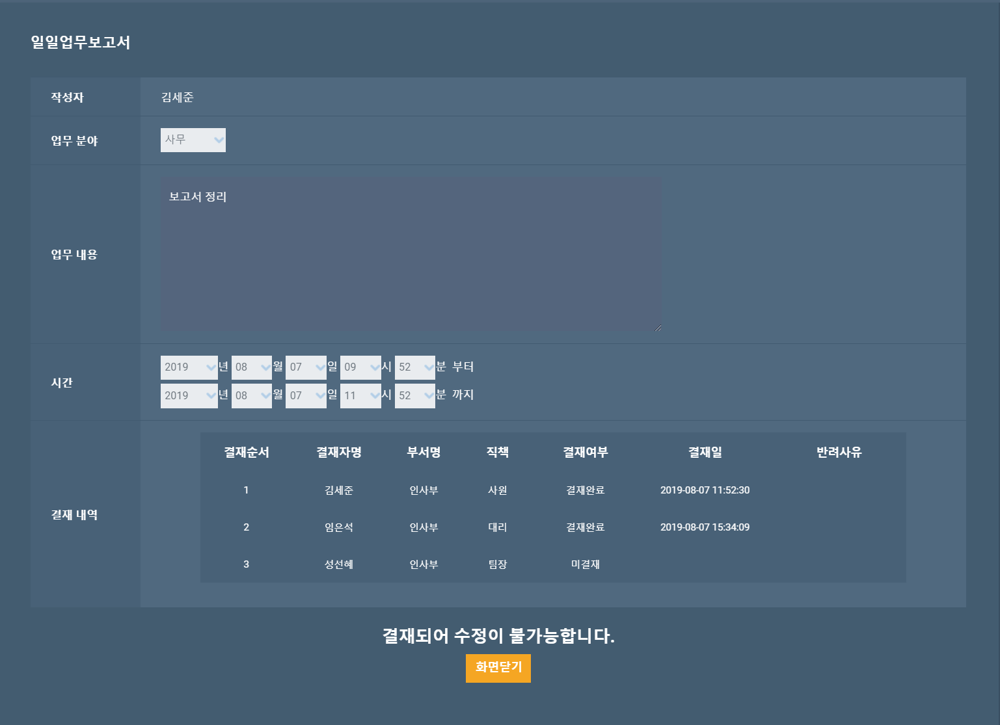 일일업무보고서
작성자 김세준
업무 분야 사무
업무 내용 보고서 정리
시간 2019 년 08 월 07 일 09 시 52 분 부터
2019 년 08 월 07 일 11 시 52 분 까지
결재 내역
결재순서 결재자명 부서명 직책 결재여부 결재일 반려사유
1 김세준 인사부 사원 결재완료 2019-08-07 11:52:30
2 임은석 인사부 대리 결재완료 2019-08-07 15:34:09
3 성선혜 인사부 팀장 미결재
결재되어 수정이 불가능합니다.
화면닫기